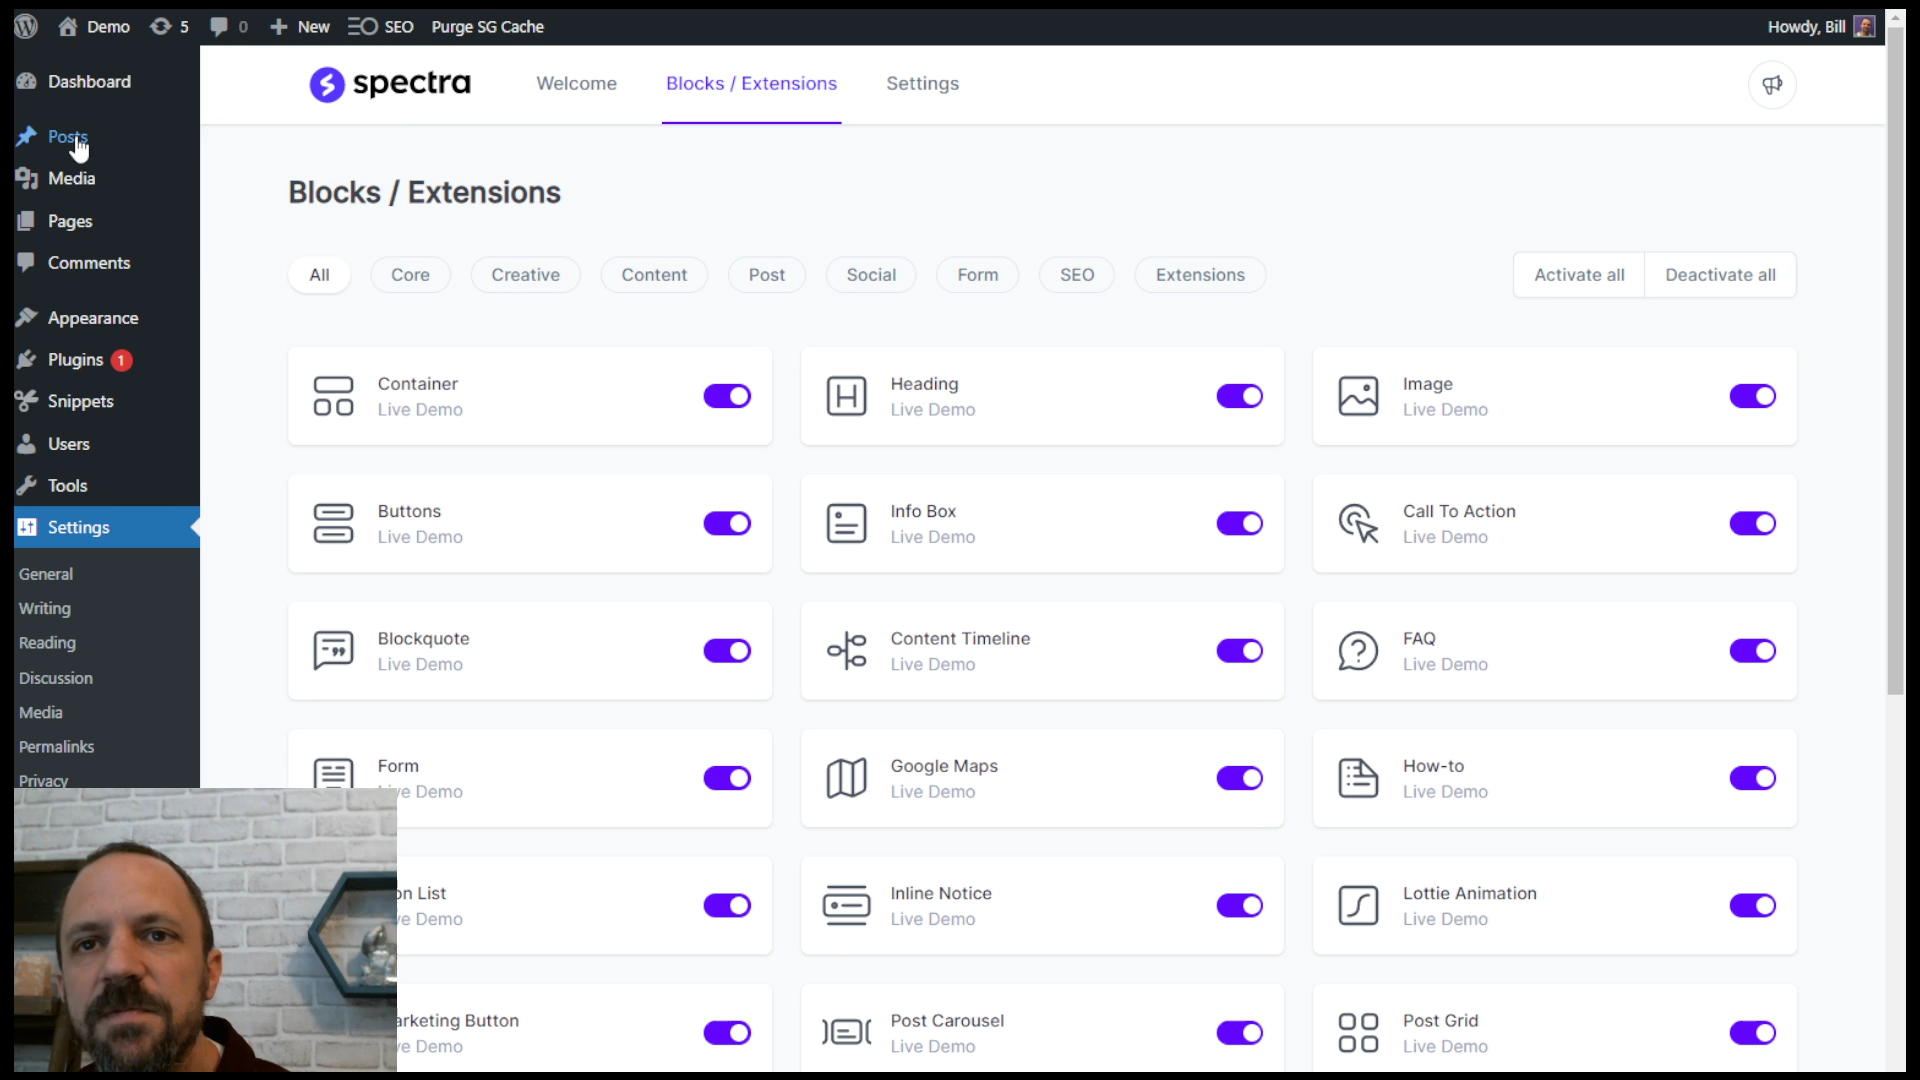 Demo 5 0 New SEO Purge SG Cache Howdy, Bill
Dashboard
Posts
Media
Pages
Comments
Appearance
Plugins 1
Snippets
Users
Tools
Settings
General
Writing
Reading
Discussion
Media
Permalinks
Privacy
spectra Welcome Blocks / Extensions Settings
Blocks / Extensions
All Core Creative Content Post Social Form SEO Extensions Activate all Deactivate all
Container
Live Demo
Heading
Live Demo
Image
Live Demo
Buttons
Live Demo
Info Box
Live Demo
Call To Action
Live Demo
Blockquote
Live Demo
Content Timeline
Live Demo
FAQ
Live Demo
Form
ve Demo
Google Maps
Live Demo
How-to
Live Demo
on List
ve Demo
Inline Notice
Live Demo
Lottie Animation
Live Demo
arketing Button
ve Demo
Post Carousel
Live Demo
Post Grid
Live Demo